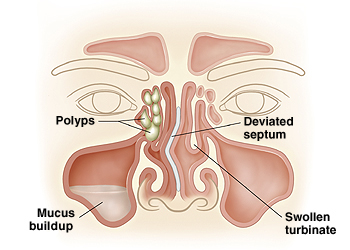 Polyps
Deviated
septum
Mucus
buildup
Swollen
turbinate